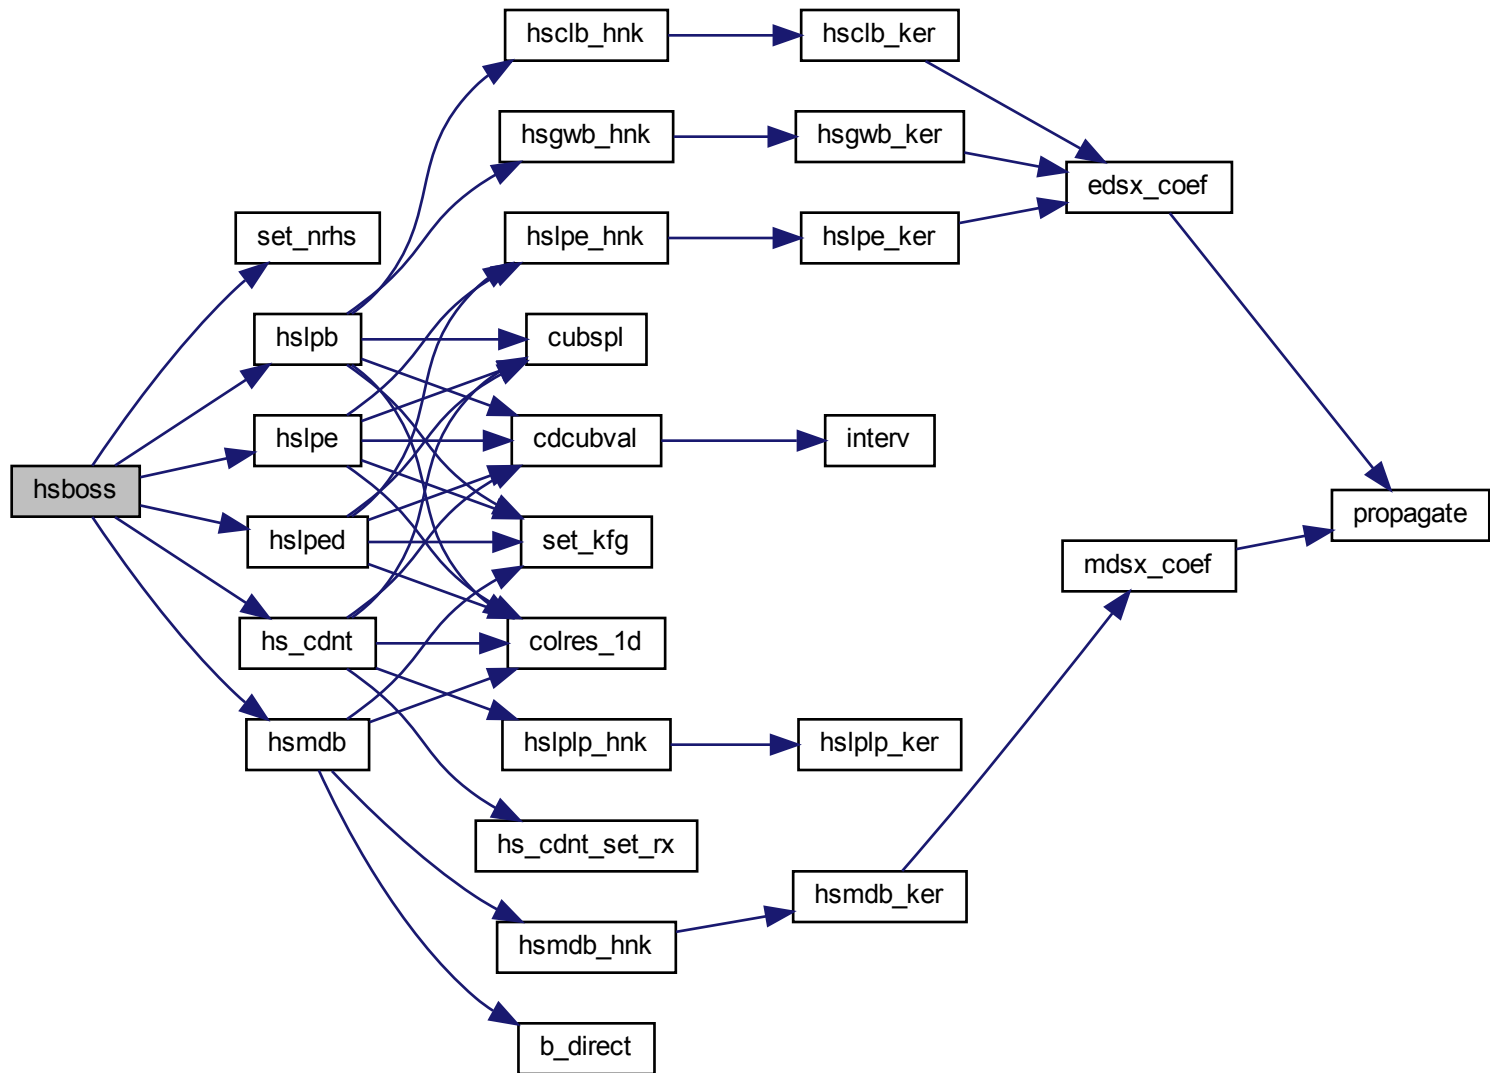 hsclb_hnk
hsclb_ker
hsgwb_hnk
hsgwb_ker
edsx_coef
set_nrhs
hslpe_hnk
hslpe_ker
hslpb
cubspl
hslpe
cdcubval
interv
hsboss
propagate
hslped
set_kfg
mdsx_coef
hs_cdnt
colres_1d
hsmdb
hslplp_hnk
hslplp_ker
hs_cdnt_set_rx
hsmdb_ker
hsmdb_hnk
b_direct